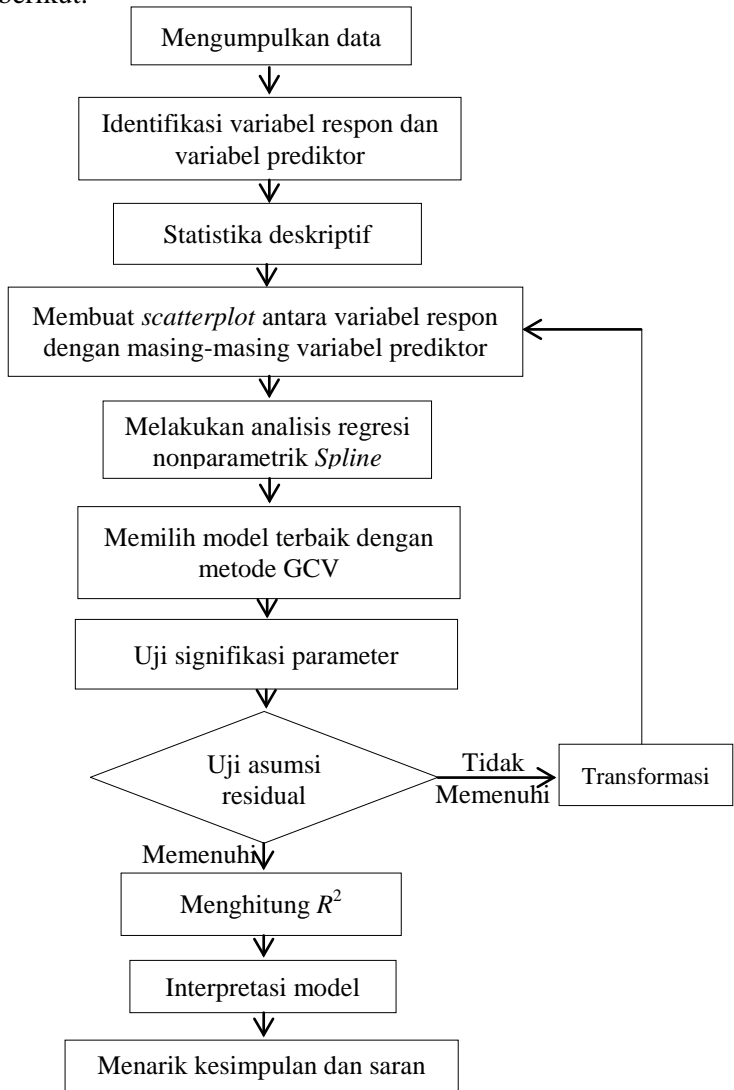 berikut.
Mengumpulkan data
Identifikasi variabel respon dan
variabel prediktor
Statistika deskriptif
Membuat scatterplot antara variabel respon
dengan masing-masing variabel prediktor
Melakukan analisis regresi
nonparametrik Spline
Memilih model terbaik dengan
metode GCV
Uji signifikasi parameter
Uji asumsi
residual
Tidak
Memenuhi
Transformasi
Memenuhi
Menghitung R²
Interpretasi model
Menarik kesimpulan dan saran